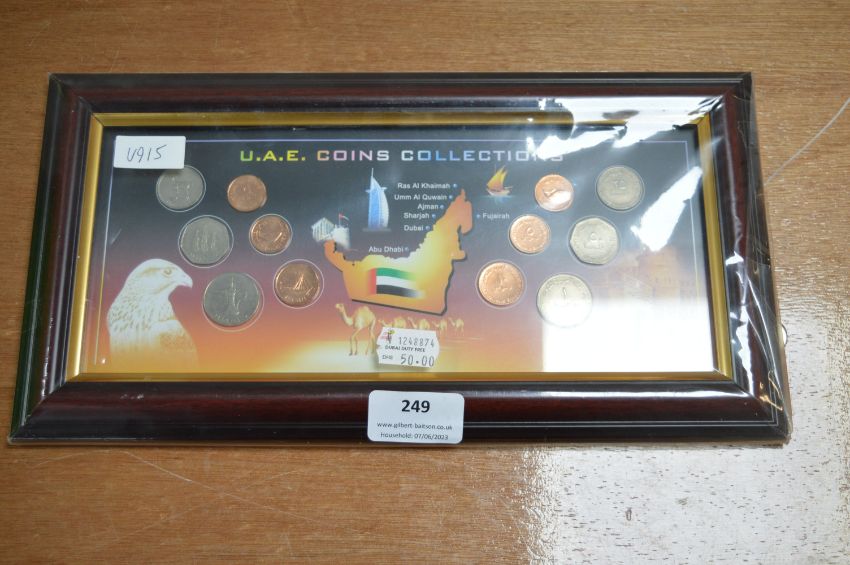 U915
U.A.E. COINS COLLECTIONS
Ras Al Khaimah
Umm Al Quwain
Ajman
Sharjah
Fujairah
Dubai
Abu Dhabi
1248874
DUBAI DUTY FREE
DHS 50.00
249
www.gilbert-baitson.co.uk
Household: 07/06/2023